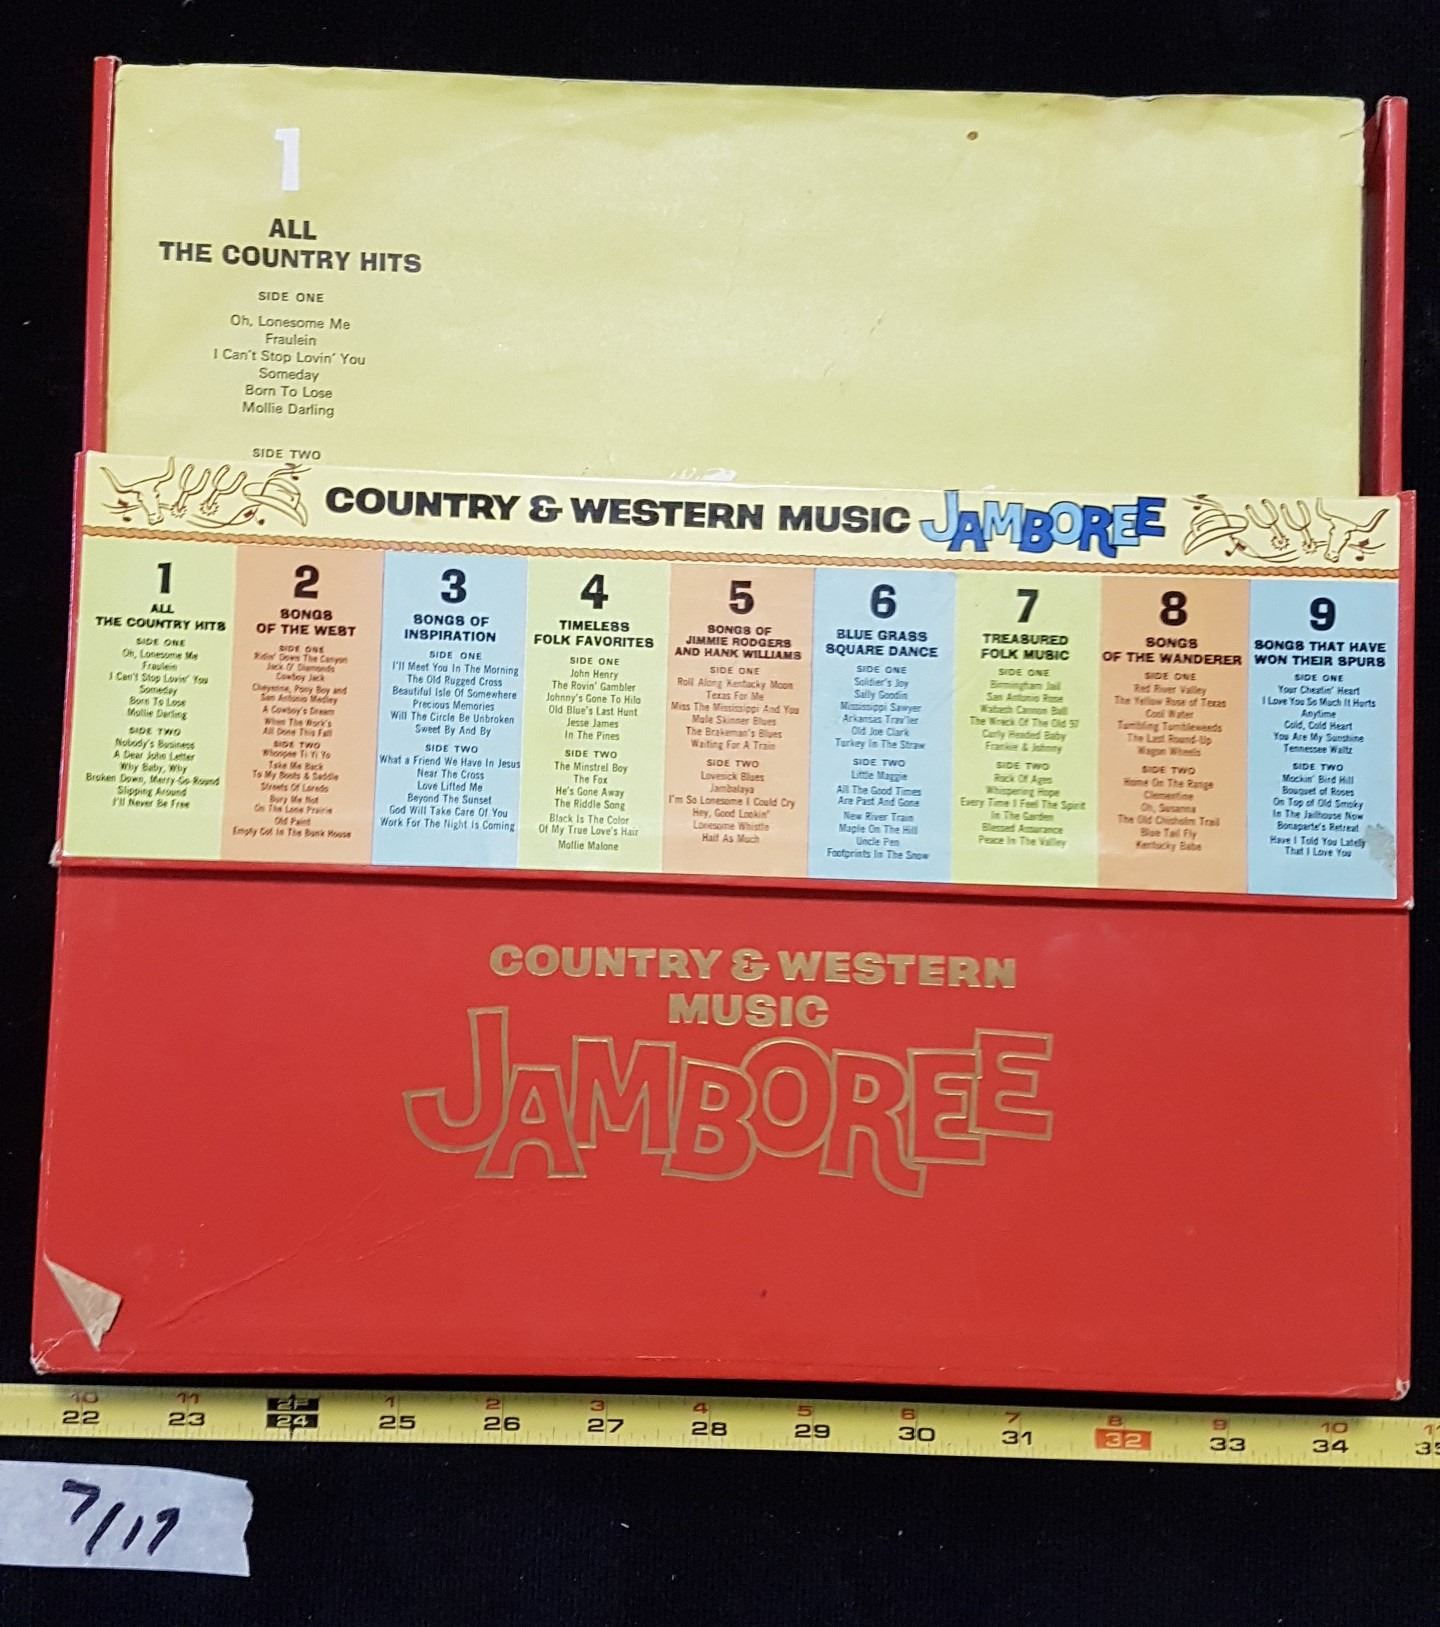 1
ALL
THE COUNTRY HITS
SIDE ONE
Oh, Lonesome Me
Fraulein
I Can't Stop Lovin' You
Someday
Born To Lose
Mollie Darling
SIDE TWO
COUNTRY & WESTERN MUSIC JAMBOREE
1
ALL
THE COUNTRY HITS
SIDE ONE
Oh, Lonesome Me
Fraulein
I Can't Stop Lovin' You
Someday
Born To Lose
Mollie Darling
SIDE TWO
Nobody's Business
A Dear John Letter
Why Baby, Why
Broken Down, Merry-Go-Round
Slipping Around
I'll Never Be Free
2
SONGS
OF THE WEST
SIDE ONE
Ridin' Down The Canyon
Jack O' Diamonds
Cowboy Jack
Cheyenne, Pony Boy and
San Antonio Medley
A Cowboy's Dream
When The Work's
All Done This Fall
SIDE TWO
Whoopee Ti Yi Yo
Take Me Back
To My Boots & Saddle
Streets Of Laredo
Bury Me Not
On The Lone Prairie
Old Paint
Empty Cot In The Bunk House
3
SONGS OF
INSPIRATION
SIDE ONE
I'll Meet You In The Morning
The Old Rugged Cross
Beautiful Isle Of Somewhere
Precious Memories
Will The Circle Be Unbroken
Sweet By And By
SIDE TWO
What a Friend We Have In Jesus
Near The Cross
Love Lifted Me
Beyond The Sunset
God Will Take Care Of You
Work For The Night Is Coming
4
TIMELESS
FOLK FAVORITES
SIDE ONE
John Henry
The Rovin' Gambler
Johnny's Gone To Hilo
Old Blue's Last Hunt
Jesse James
In The Pines
SIDE TWO
The Minstrel Boy
The Fox
He's Gone Away
The Riddle Song
Black Is The Color
Of My True Love's Hair
Mollie Malone
5
SONGS OF
JIMMIE RODGERS
AND HANK WILLIAMS
SIDE ONE
Roll Along Kentucky Moon
Texas For Me
Miss The Mississippi And You
Mule Skinner Blues
The Brakeman's Blues
Waiting For A Train
SIDE TWO
Lovesick Blues
Jambalaya
I'm So Lonesome I Could Cry
Hey, Good Lookin'
Lonesome Whistle
Half As Much
6
BLUE GRASS
SQUARE DANCE
SIDE ONE
Soldier's Joy
Sally Goodin
Mississippi Sawyer
Arkansas Trav'ler
Old Joe Clark
Turkey In The Straw
SIDE TWO
Little Maggie
All The Good Times
Are Past And Gone
New River Train
Maple On The Hill
Uncle Pen
Footprints In The Snow
7
TREASURED
FOLK MUSIC
SIDE ONE
Birmingham Jail
San Antonio Rose
Wabash Cannon Ball
The Wreck Of The Old 97
Curly Headed Baby
Frankie & Johnny
SIDE TWO
Rock Of Ages
Whispering Hope
Every Time I Feel The Spirit
In The Garden
Blessed Assurance
Peace In The Valley
8
SONGS
OF THE WANDERER
SIDE ONE
Red River Valley
The Yellow Rose of Texas
Cool Water
Tumbling Tumbleweeds
The Last Round-Up
Wagon Wheels
SIDE TWO
Home On The Range
Clementine
Oh, Susanna
The Old Chisholm Trail
Blue Tail Fly
Kentucky Babe
9
SONGS THAT HAVE
WON THEIR SPURS
SIDE ONE
Your Cheatin' Heart
I Love You So Much It Hurts
Anytime
Cold, Cold Heart
You Are My Sunshine
Tennessee Waltz
SIDE TWO
Mockin' Bird Hill
Bouquet of Roses
On Top of Old Smoky
In The Jailhouse Now
Bonaparte's Retreat
Have I Told You Lately
That I Love You
COUNTRY & WESTERN
MUSIC
JAMBOREE
10 11 2F 1 2 3 4 5 6 7 8 9 10
22 23 24 25 26 27 28 29 30 31 32 33 34
7/17